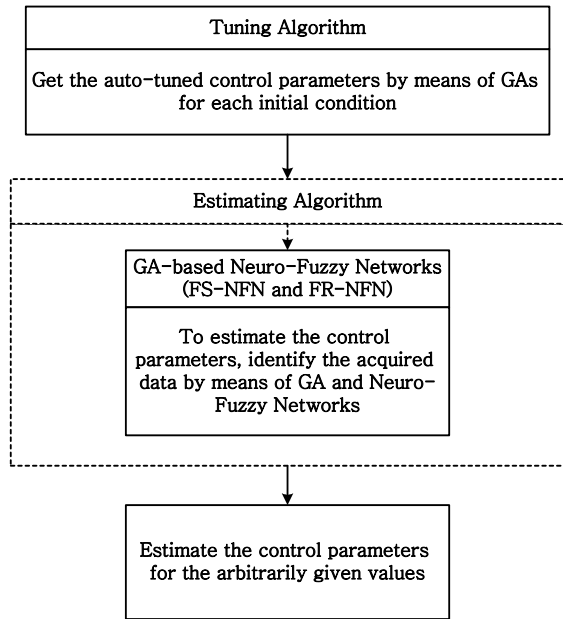 Tuning Algorithm
Get the auto-tuned control parameters by means of GAs
for each initial condition
Estimating Algorithm
GA-based Neuro-Fuzzy Networks
(FS-NFN and FR-NFN)
To estimate the control
parameters, identify the acquired
data by means of GA and Neuro-
Fuzzy Networks
Estimate the control parameters
for the arbitrarily given values